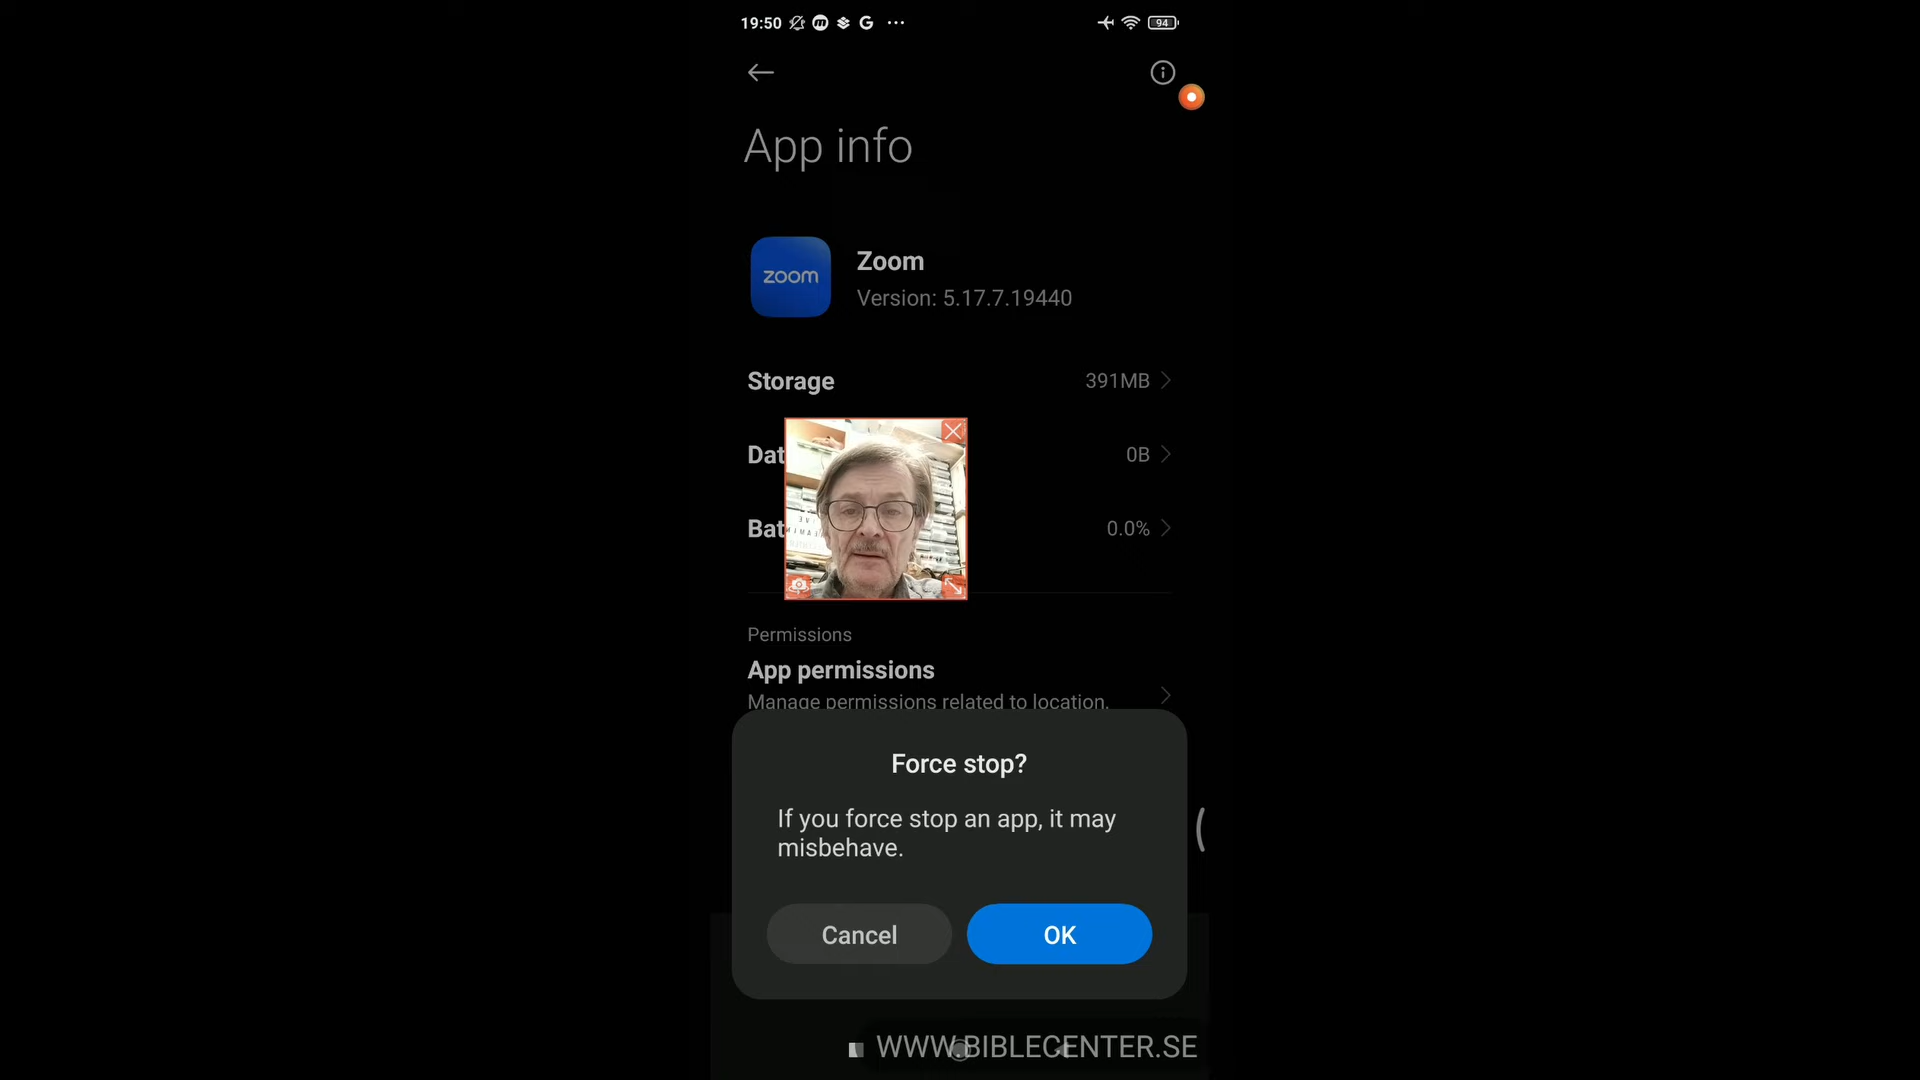 19:50
94
App info
zoom
Zoom
Version: 5.17.7.19440
Storage
391MB
Dat
0B
Bat
0.0%
Permissions
App permissions
Manage permissions related to location,
Force stop?
If you force stop an app, it may
misbehave.
Cancel
OK
WWW.BIBLECENTER.SE